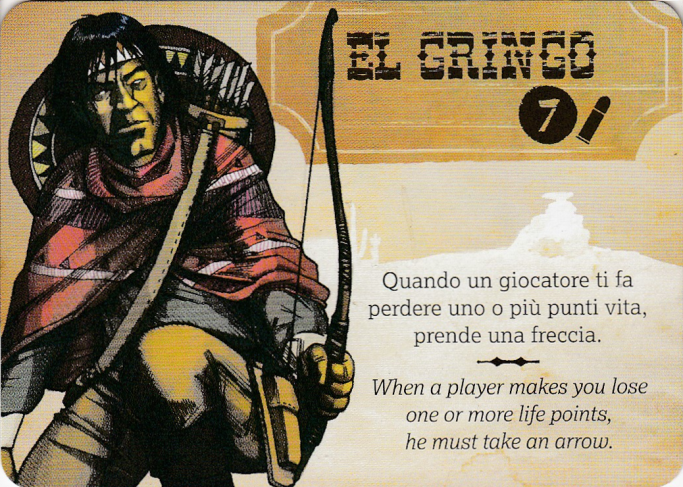 EL GRINGO
7
Quando un giocatore ti fa
perdere uno o più punti vita,
prende una freccia.
When a player makes you lose
one or more life points,
he must take an arrow.